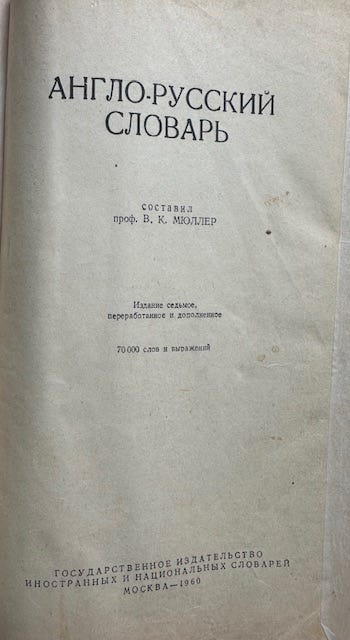 АНГЛО-РУССКИЙ
СЛОВАРЬ
составил
проф. В. К. МЮЛЛЕР
Издание седьмое,
переработанное и дополненное
70 000 слов и выражений
ГОСУДАРСТВЕННОЕ ИЗДАТЕЛЬСТВО
ИНОСТРАННЫХ И НАЦИОНАЛЬНЫХ СЛОВАРЕЙ
МОСКВА—1960